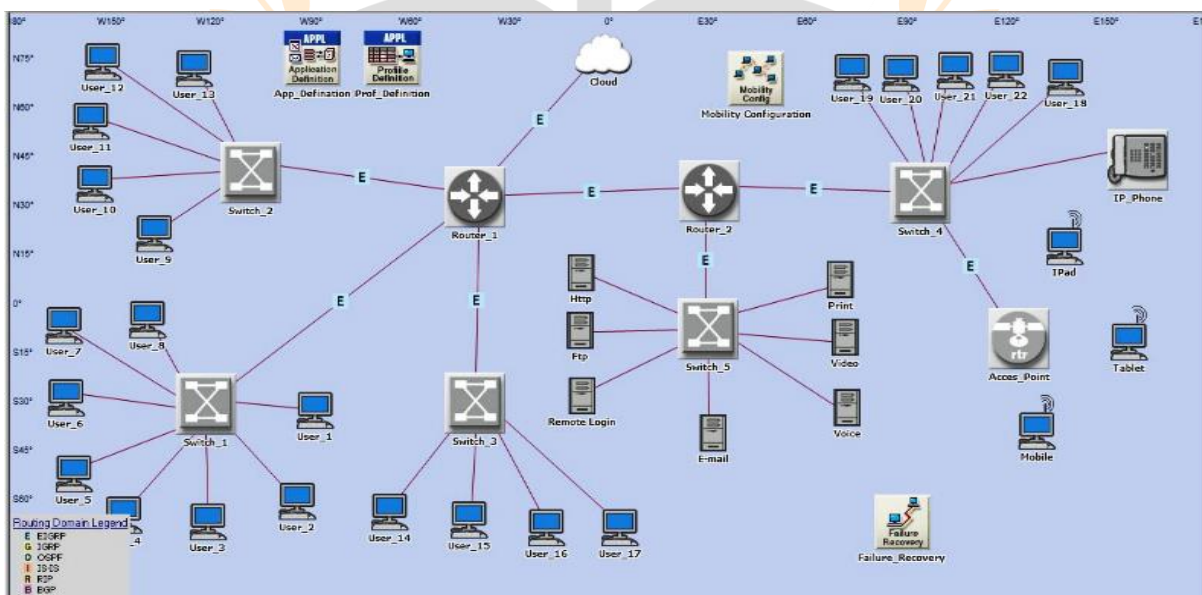 W150° W120° W90° W60° W30° 0° E30° E60° E90° E120° E150°
N75°
N60°
N45°
N30°
N15°
0°
S15°
S30°
S45°
S60°
User_12
User_13
User_11
User_10
User_9
Switch_2
APPL
Application
Definition
App_Defination
APPL
Profile
Definition
Prof_Definition
Cloud
Mobility
Config
Mobility Configuration
User_19
User_20
User_21
User_22
User_18
IP_Phone
E
E
E
E
Router_1
Router_2
Switch_4
IPad
E
E
E
E
User_7
User_8
User_6
User_5
_4
User_3
User_2
User_1
Switch_1
Switch_3
User_14
User_15
User_16
User_17
Http
Ftp
Remote Login
E-mail
Switch_5
Print
Video
Voice
rtr
Acces_Point
Tablet
Mobile
Failure
Recovery
Failure_Recovery
Routing Domain Legend
E EIGRP
G IGRP
O OSPF
I IS-IS
R RIP
B BGP